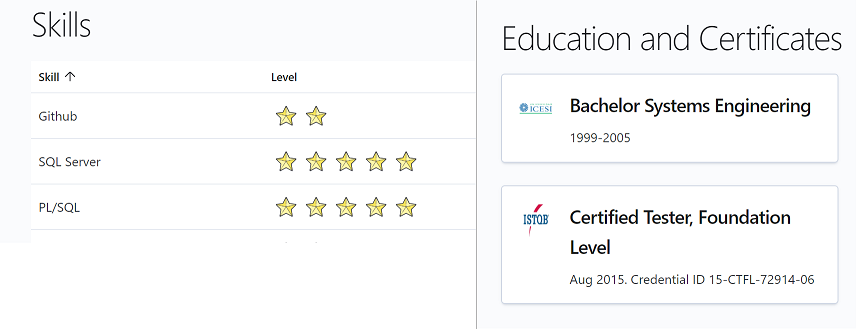 Skills
Skill ↑
Level
Github
SQL Server
PL/SQL
Education and Certificates
ICESI
Bachelor Systems Engineering
1999-2005
ISTQB
Certified Tester, Foundation
Level
Aug 2015. Credential ID 15-CTFL-72914-06